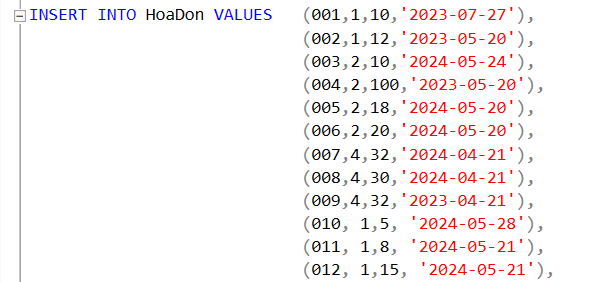 INSERT INTO HoaDon VALUES (001,1,10,'2023-07-27'),
(002,1,12,'2023-05-20'),
(003,2,10,'2024-05-24'),
(004,2,100,'2023-05-20'),
(005,2,18,'2024-05-20'),
(006,2,20,'2024-05-20'),
(007,4,32,'2024-04-21'),
(008,4,30,'2024-04-21'),
(009,4,32,'2023-04-21'),
(010, 1,5, '2024-05-28'),
(011, 1,8, '2024-05-21'),
(012, 1,15, '2024-05-21'),